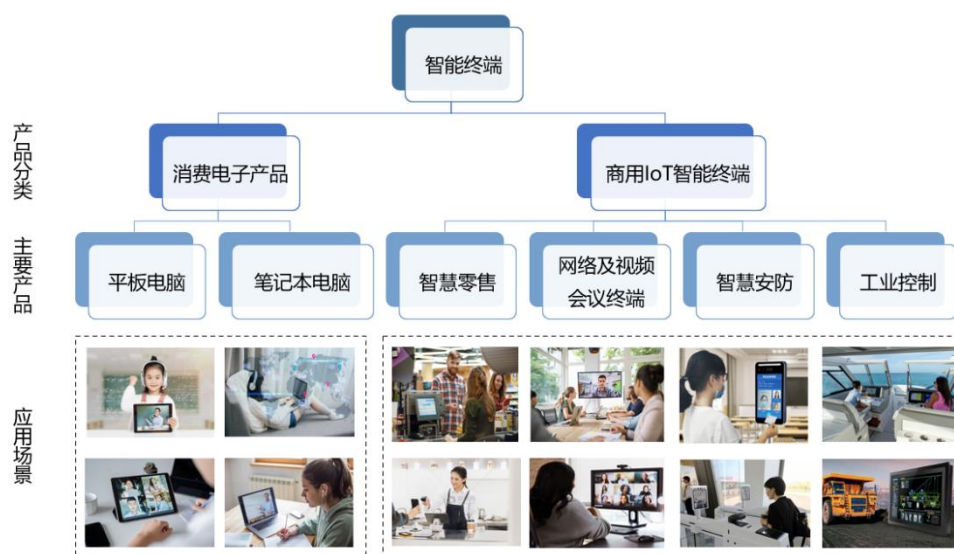 智能终端
产品分类
消费电子产品
商用IoT智能终端
主要产品
平板电脑
笔记本电脑
智慧零售
网络及视频
会议终端
智慧安防
工业控制
应用场景